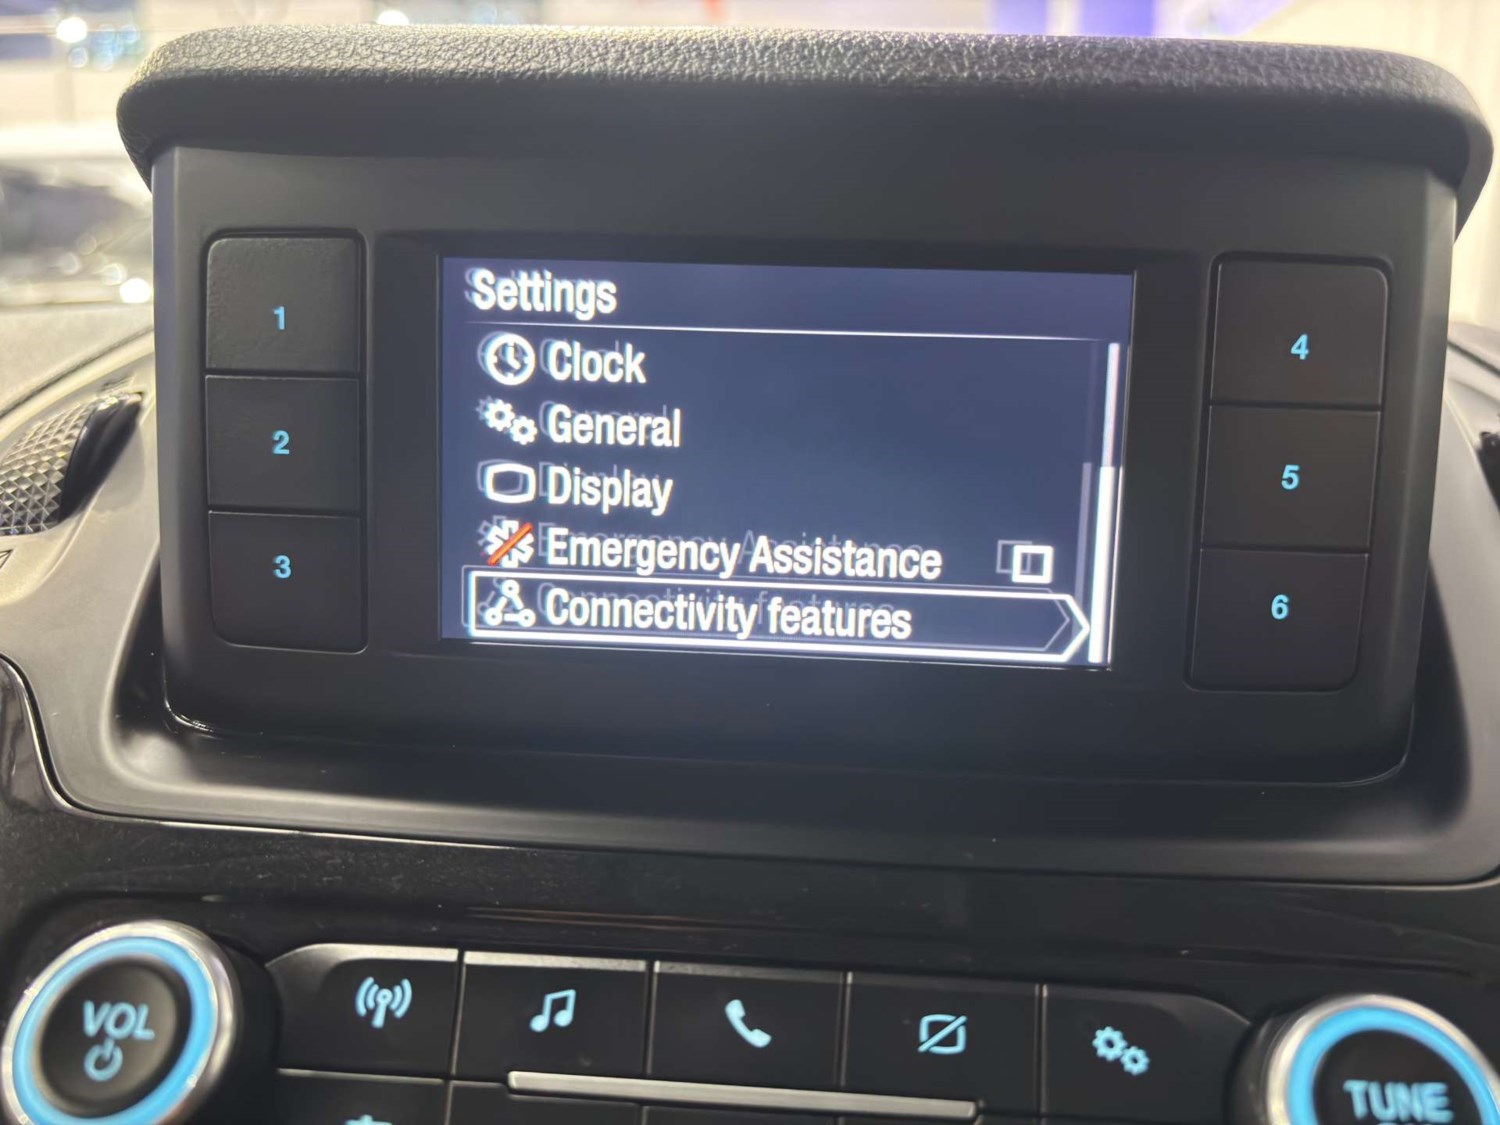 Settings
1
Clock
4
General
2
Display
5
Emergency Assistance
3
Connectivity features
6
VOL
TUNE